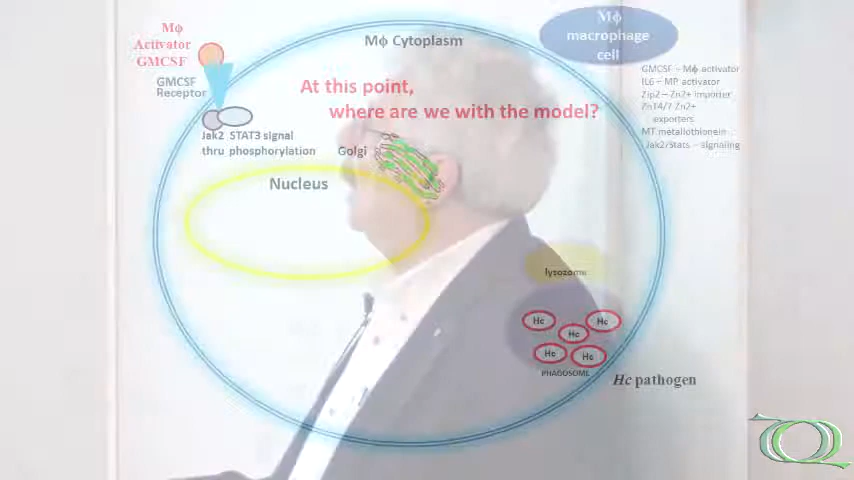 Mϕ
Activator
GMCSF
GMCSF
Receptor
Jak2 STAT3 signal
thru phosphorylation
Mϕ Cytoplasm
At this point,
where are we with the model?
Golgi
Nucleus
Mϕ
macrophage
cell
GMCSF – Mϕ activator
IL6 – MP activator
Zip2 – Zn2+ importer
ZnT4/7 Zn2+
exporters
MT metallothionein
Jak2/Stats – signaling
lysozome
Hc
Hc
Hc
Hc
Hc
PHAGOSOME
Hc pathogen